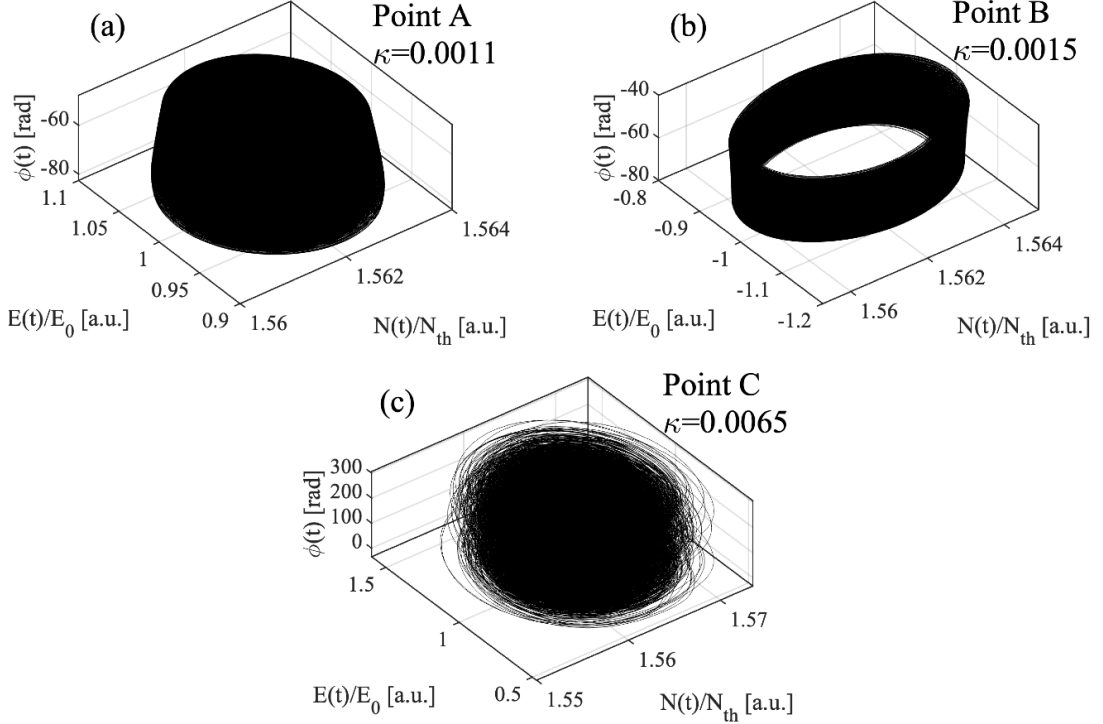 (a)
Point A
κ=0.0011
ϕ(t) [rad]
-60
-80
1.1
1.05
1
0.95
0.9
E(t)/E0 [a.u.]
1.56
1.562
1.564
N(t)/Nth [a.u.]
(b)
Point B
κ=0.0015
ϕ(t) [rad]
-40
-60
-80
-0.8
-0.9
-1
-1.1
-1.2
E(t)/E0 [a.u.]
1.56
1.562
1.564
N(t)/Nth [a.u.]
(c)
Point C
κ=0.0065
ϕ(t) [rad]
300
200
100
0
1.5
1
0.5
E(t)/E0 [a.u.]
1.55
1.56
1.57
N(t)/Nth [a.u.]